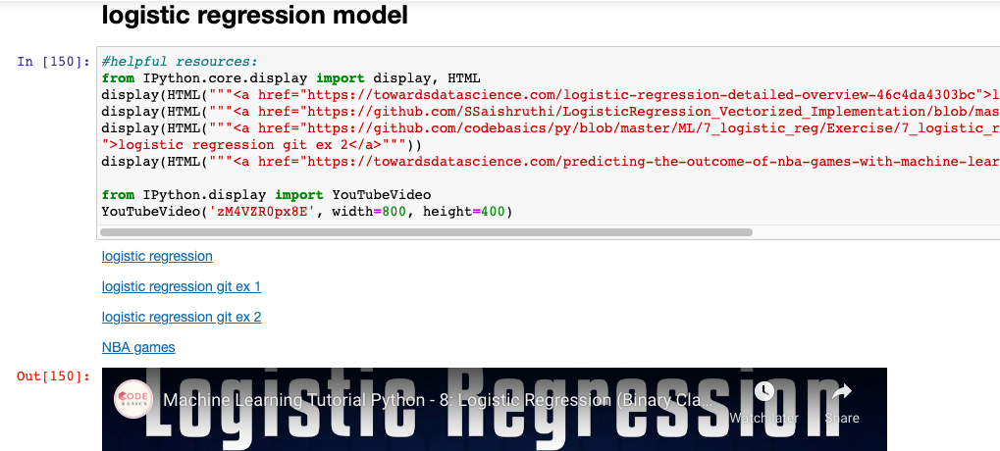 logistic regression model
In [150]:
#helpful resources:
from IPython.core.display import display, HTML
display(HTML("""<a href="https://towardsdatascience.com/logistic-regression-detailed-overview-46c4da4303bc">l
display(HTML("""<a href="https://github.com/SSaishruthi/LogisticRegression_Vectorized_Implementation/blob/mas
display(HTML("""<a href="https://github.com/codebasics/py/blob/master/ML/7_logistic_reg/Exercise/7_logistic_r
">logistic regression git ex 2</a>"""))
display(HTML("""<a href="https://towardsdatascience.com/predicting-the-outcome-of-nba-games-with-machine-lear
from IPython.display import YouTubeVideo
YouTubeVideo('zM4VZR0px8E', width=800, height=400)
logistic regression
logistic regression git ex 1
logistic regression git ex 2
NBA games
Out[150]:
CODE
BASICS
Machine Learning Tutorial Python - 8: Logistic Regression (Binary Cla...
Watch later
Share
Logistic Regression